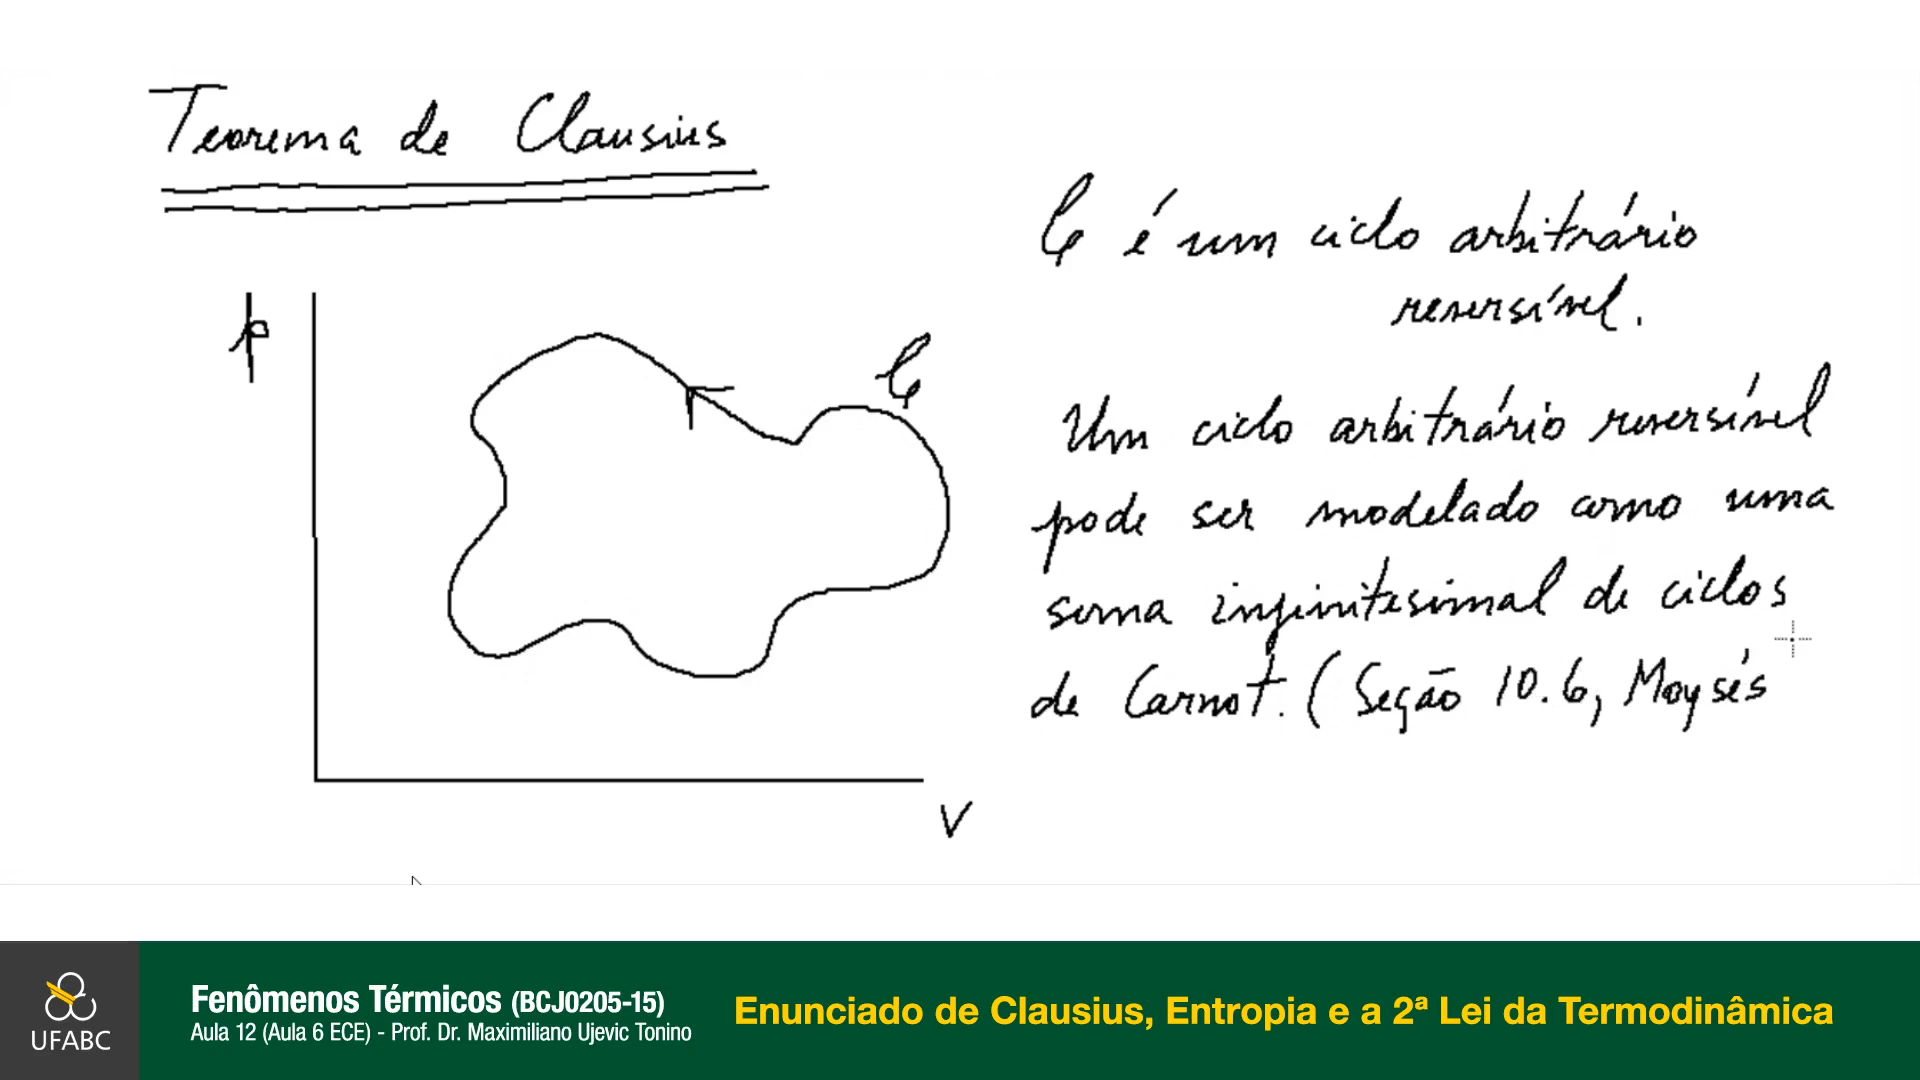 Teorema de Clausius
C é um ciclo arbitrário
reversível.
p
C
Um ciclo arbitrário reversível
pode ser modelado como uma
soma infinitesimal de ciclos
de Carnot. (Seção 10.6, Moysés
V
UFABC
Fenômenos Térmicos (BCJ0205-15)
Aula 12 (Aula 6 ECE) - Prof. Dr. Maximiliano Ujevic Tonino
Enunciado de Clausius, Entropia e a 2ª Lei da Termodinâmica